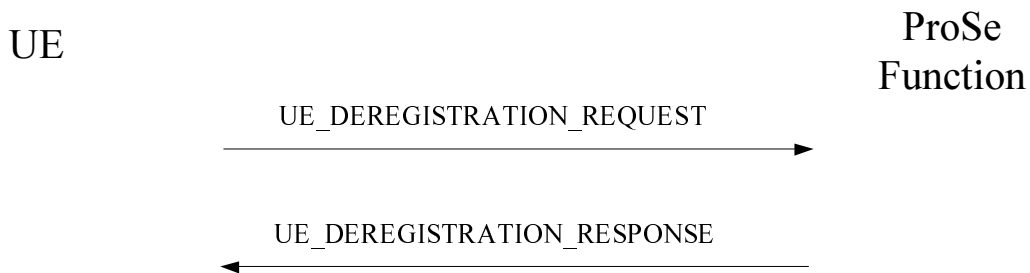 UE
ProSe
Function
UE_DEREGISTRATION_REQUEST
UE_DEREGISTRATION_RESPONSE